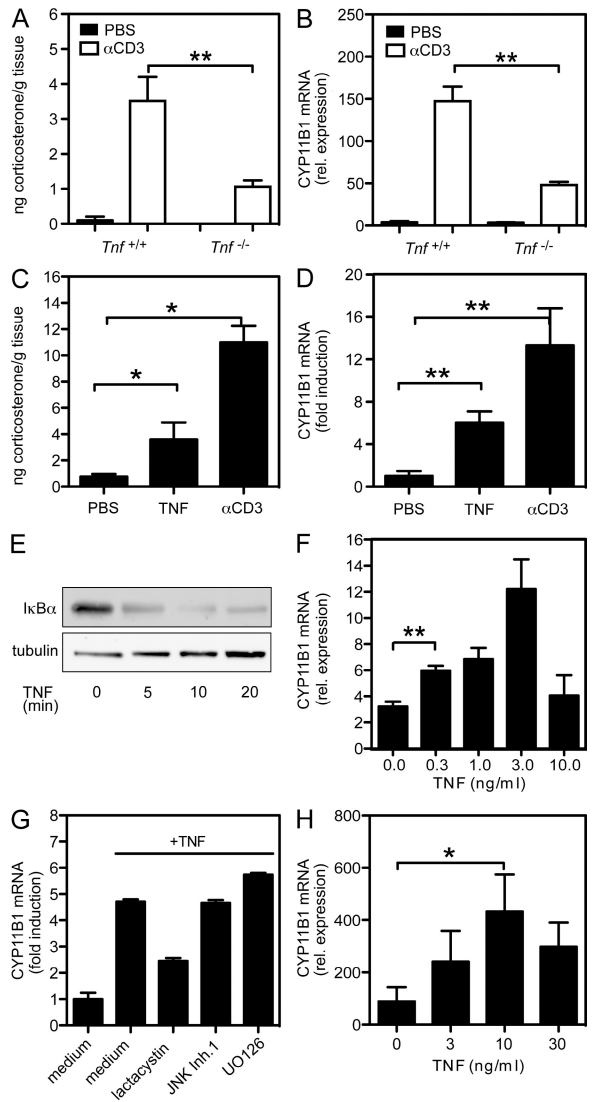 A
PBS
αCD3
**
ng corticosterone/g tissue
6
5
4
3
2
1
0
Tnf +/+
Tnf -/-
B
PBS
αCD3
**
CYP11B1 mRNA
(rel. expression)
250
200
150
100
50
0
Tnf +/+
Tnf -/-
C
*
*
ng corticosterone/g tissue
16
14
12
10
8
6
4
2
0
PBS
TNF
αCD3
D
**
**
CYP11B1 mRNA
(fold induction)
20
16
12
8
4
0
PBS
TNF
αCD3
E
IκBα
tubulin
TNF
(min)
0
5
10
20
F
**
CYP11B1 mRNA
(rel. expression)
16
14
12
10
8
6
4
2
0
0.0
0.3
1.0
3.0
10.0
TNF (ng/ml)
G
+TNF
CYP11B1 mRNA
(fold induction)
8
7
6
5
4
3
2
1
0
medium
medium
lactacystin
JNK Inh.1
UO126
H
*
CYP11B1 mRNA
(rel. expression)
800
600
400
200
0
0
3
10
30
TNF (ng/ml)